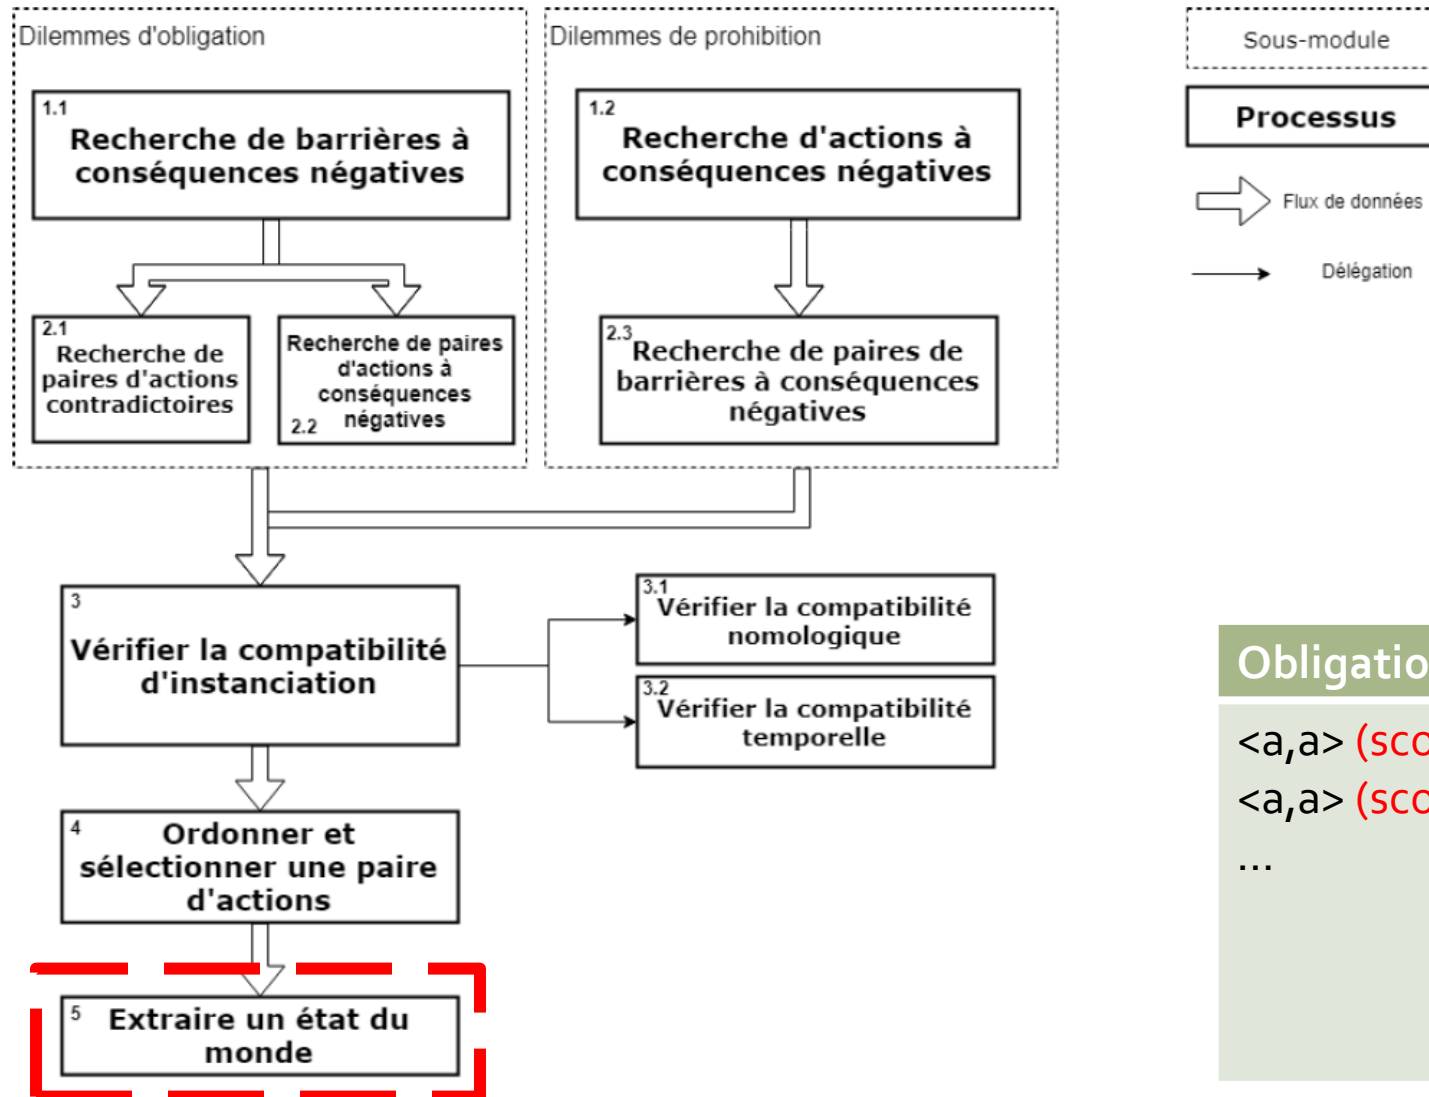 Dilemmes d'obligation
1.1
Recherche de barrières à
conséquences négatives
2.1
Recherche de
paires d'actions
contradictoires
Recherche de paires
d'actions à
conséquences
négatives
2.2
Dilemmes de prohibition
1.2
Recherche d'actions à
conséquences négatives
2.3
Recherche de paires de
barrières à conséquences
négatives
3
Vérifier la compatibilité
d'instanciation
3.1
Vérifier la compatibilité
nomologique
3.2
Vérifier la compatibilité
temporelle
4
Ordonner et
sélectionner une paire
d'actions
5
Extraire un état du
monde
Sous-module
Processus
Flux de données
Délégation
Obligatio
<a,a> (sco
<a,a> (sco
...